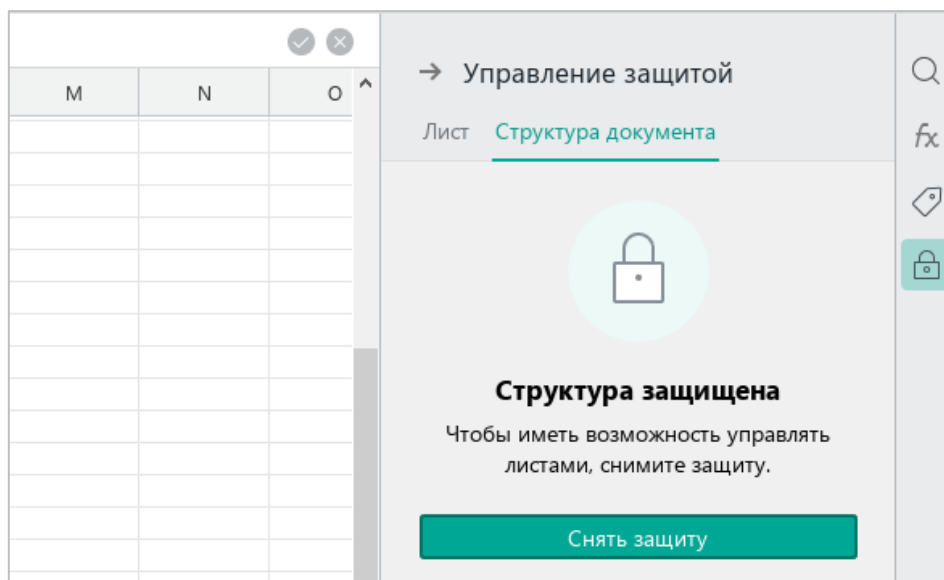 M N O
→ Управление защитой
Лист Структура документа
fx
Структура защищена
Чтобы иметь возможность управлять
листами, снимите защиту.
Снять защиту